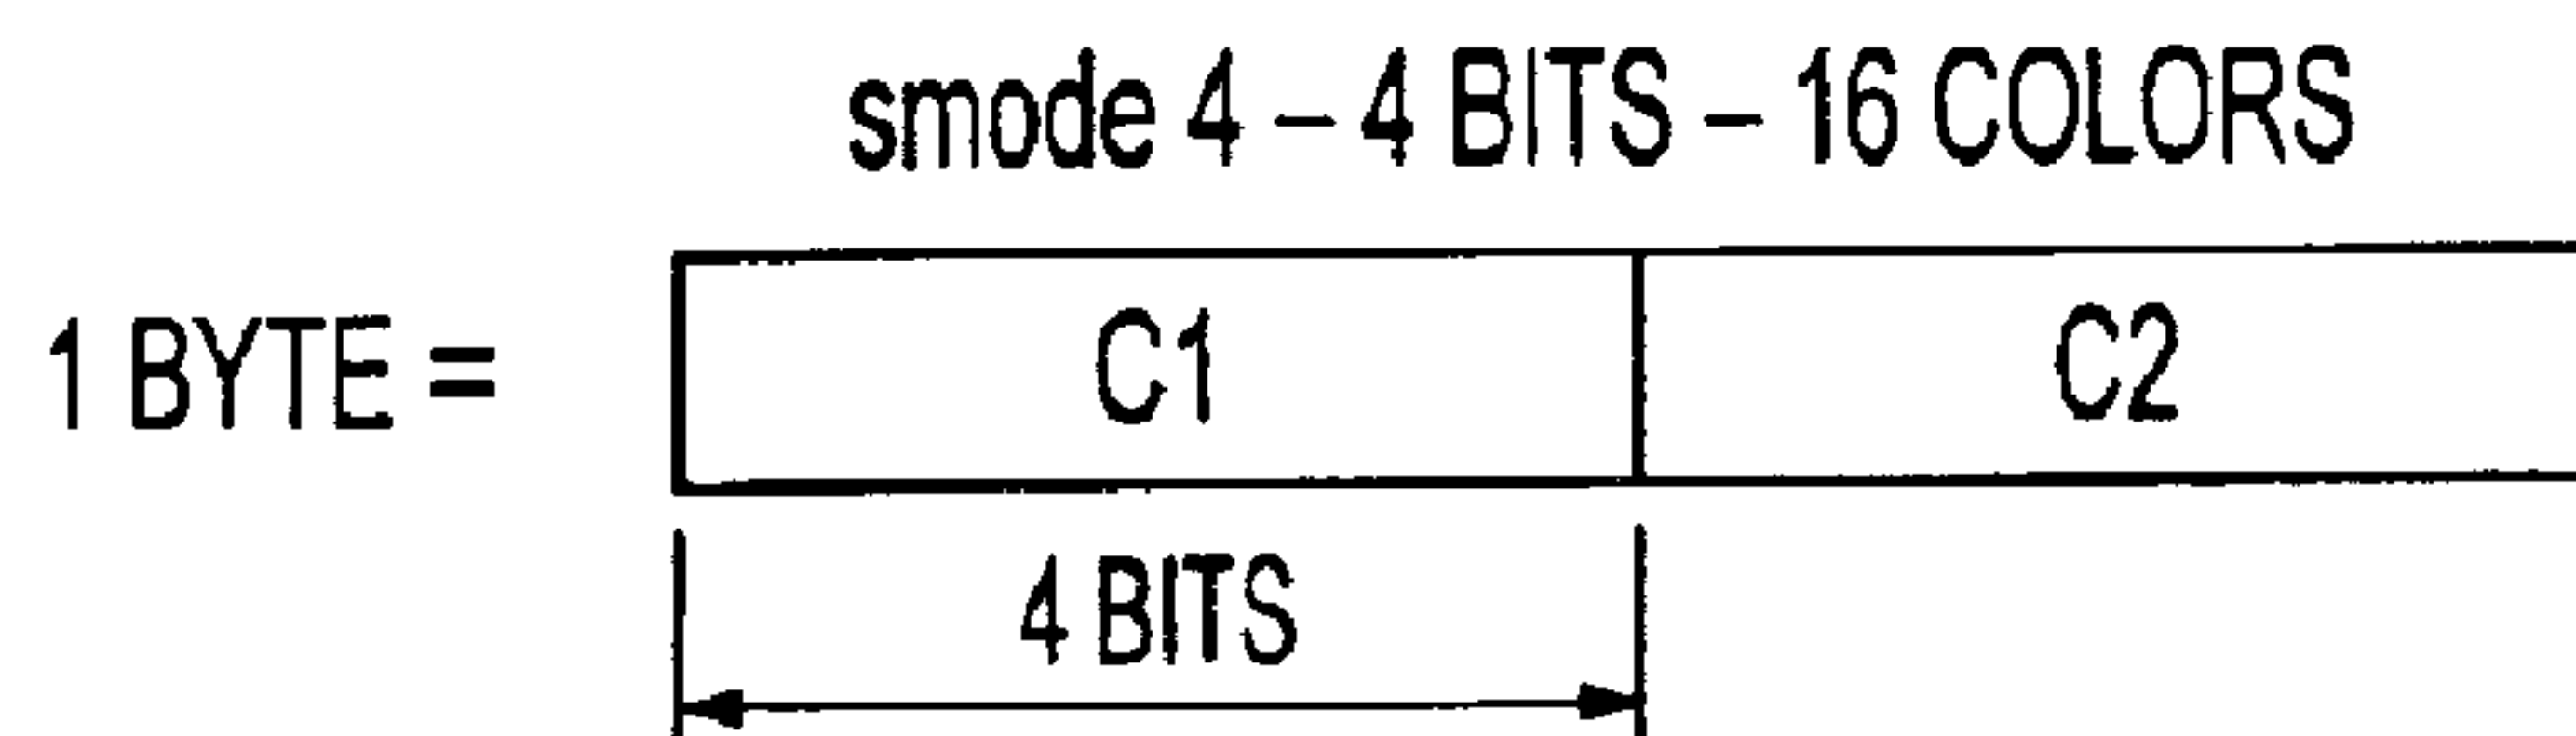 smode 4 – 4 BITS – 16 COLORS
1 BYTE = C1 C2
4 BITS